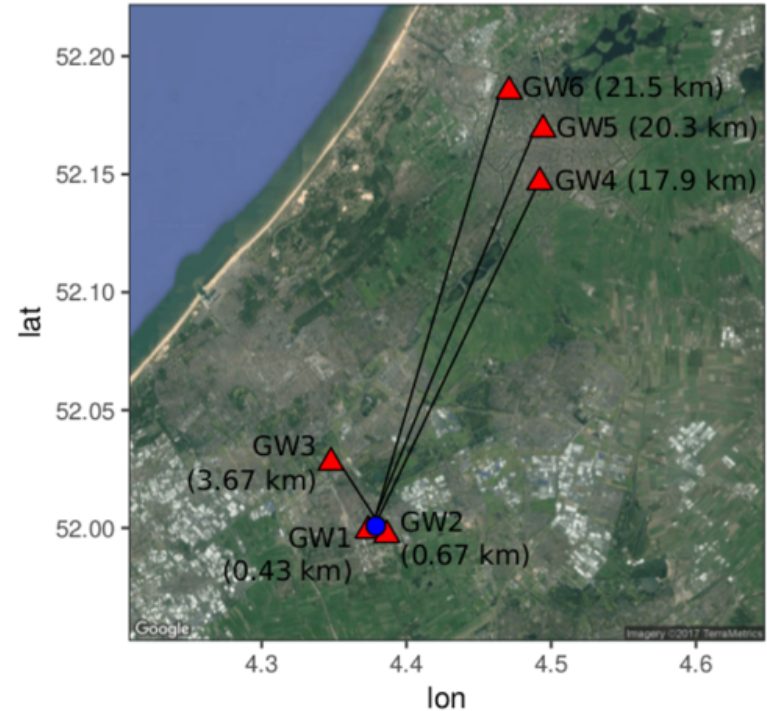 52.20
GW6 (21.5 km)
GW5 (20.3 km)
52.15
GW4 (17.9 km)
52.10
lat
52.05
GW3
(3.67 km)
52.00
GW1
(0.43 km)
GW2
(0.67 km)
Google
Imagery ©2017 TerraMetrics
4.3
4.4
4.5
4.6
lon